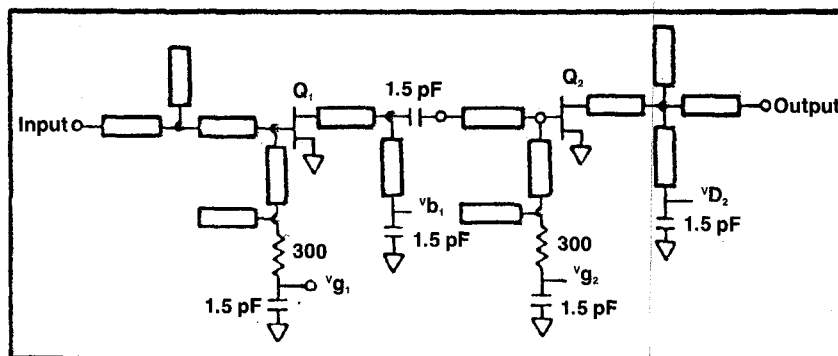 Q₁
1.5 pF
Q₂
Input
Output
ᵛb₁
ᵛD₂
1.5 pF
1.5 pF
300
300
ᵛg₁
ᵛg₂
1.5 pF
1.5 pF